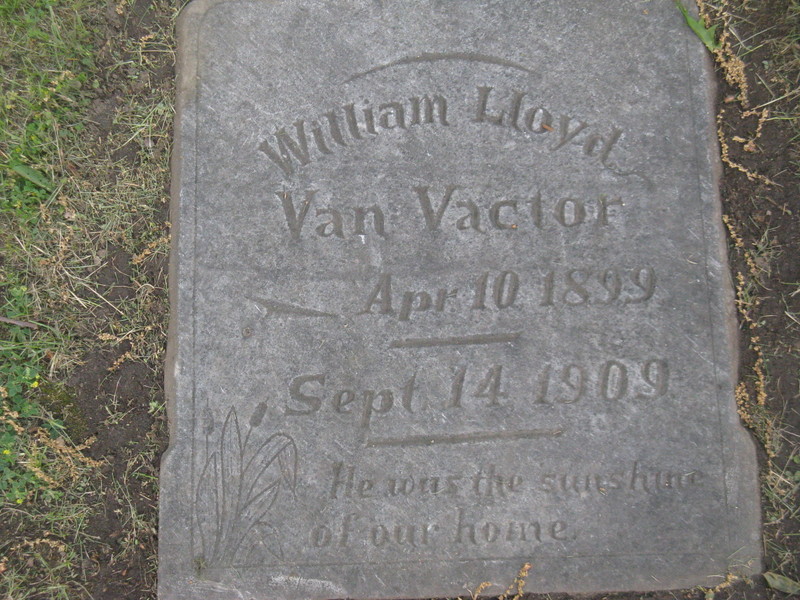 William Lloyd
Van Vactor
Apr 10 1899
Sept 14 1909
He was the sunshine
of our home.